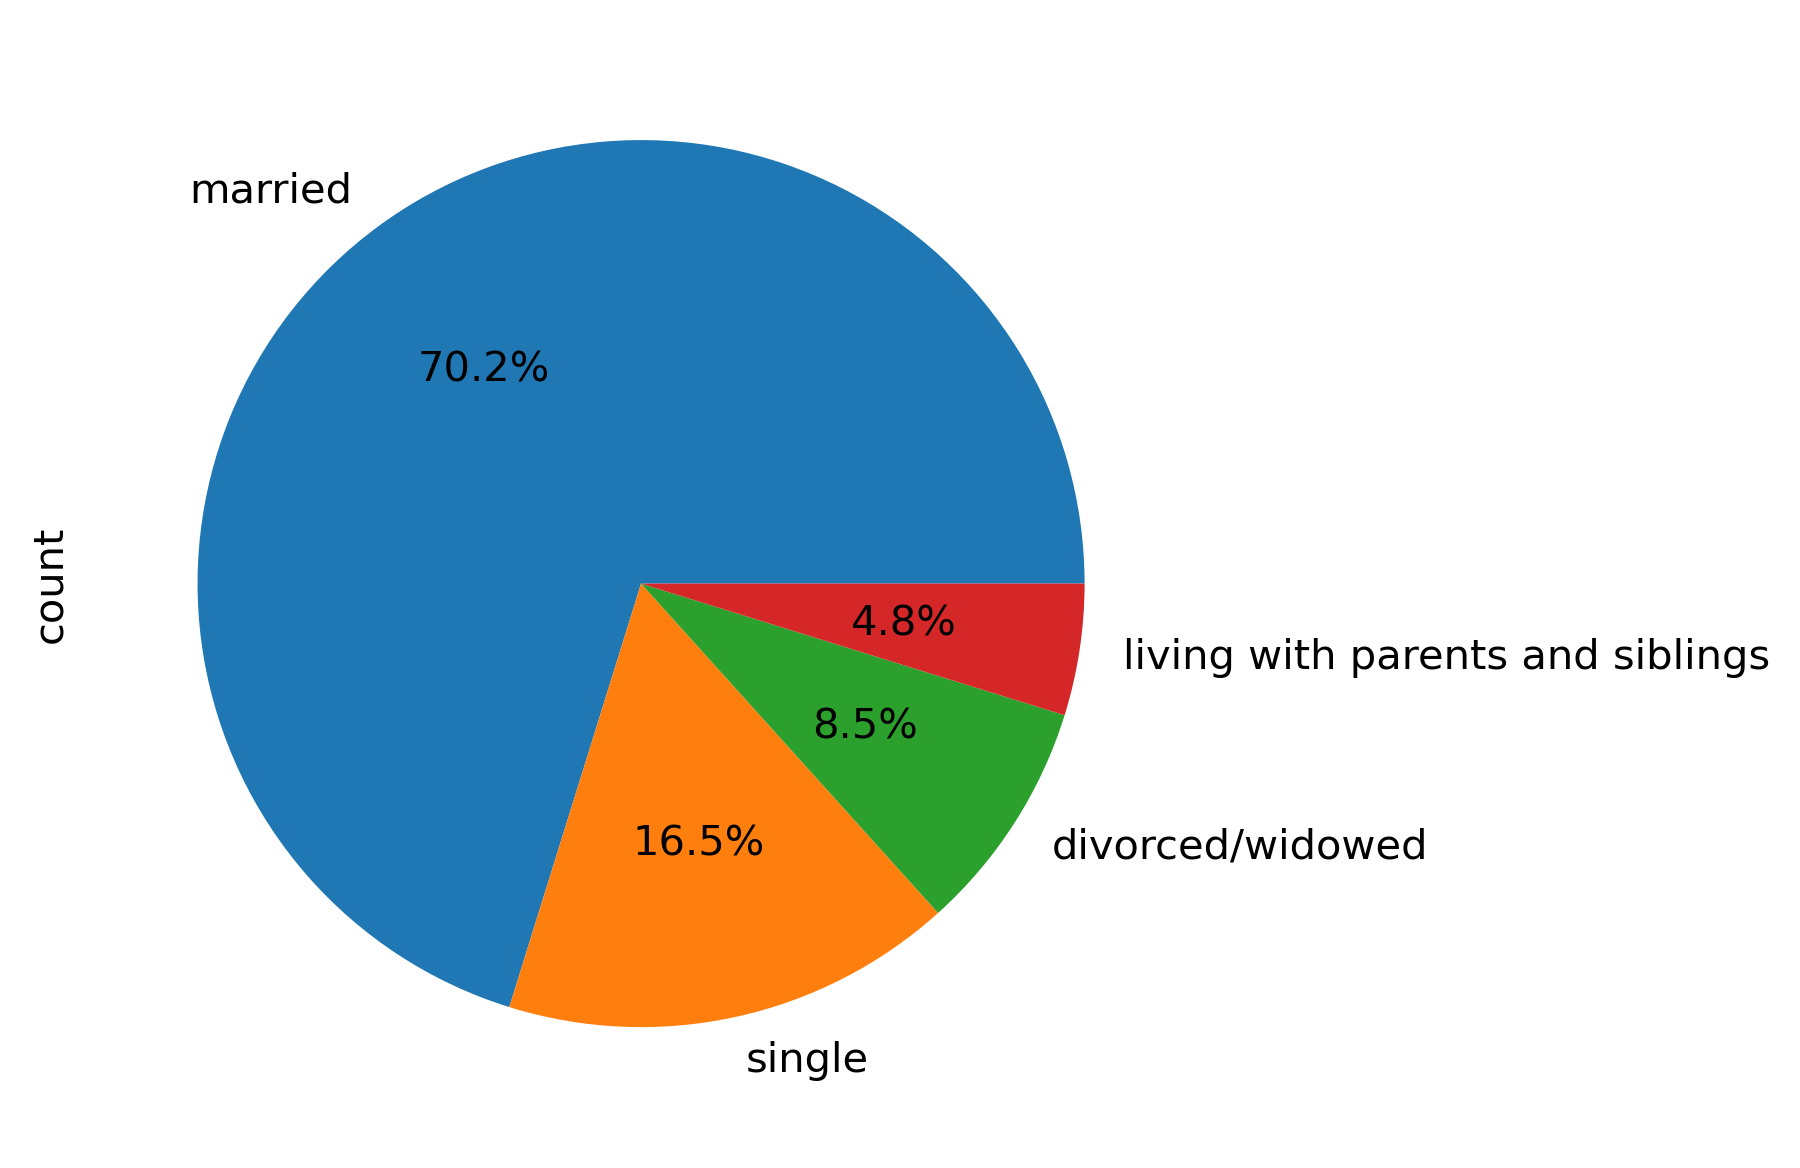 married
70.2%
count
4.8%
living with parents and siblings
8.5%
16.5%
divorced/widowed
single